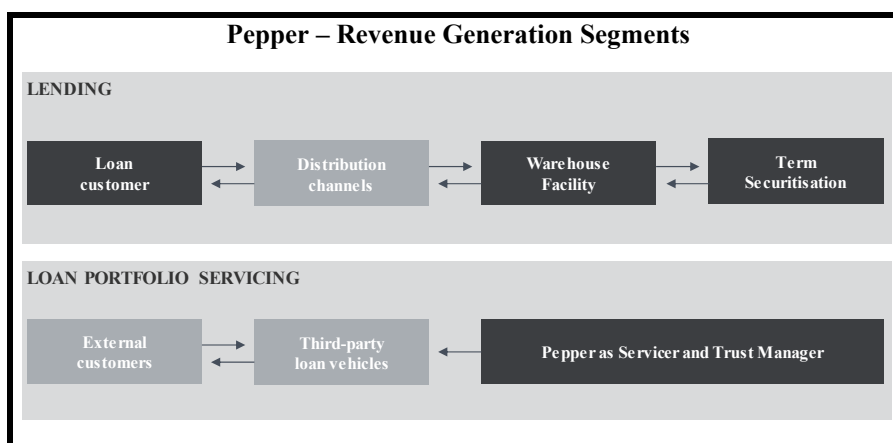 Pepper – Revenue Generation Segments
LENDING
Loan
customer
Distribution
channels
Warehouse
Facility
Term
Securitisation
LOAN PORTFOLIO SERVICING
External
customers
Third-party
loan vehicles
Pepper as Servicer and Trust Manager